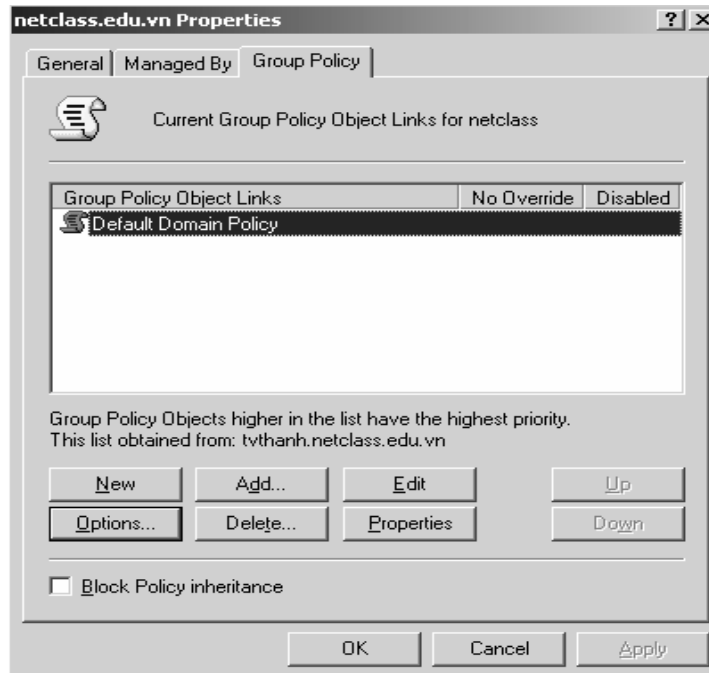 netclass.edu.vn Properties
General Managed By Group Policy
Current Group Policy Object Links for netclass
Group Policy Object Links No Override Disabled
Default Domain Policy
Group Policy Objects higher in the list have the highest priority.
This list obtained from: tvthanh.netclass.edu.vn
New Add... Edit Up
Options... Delete... Properties Down
Block Policy inheritance
OK Cancel Apply